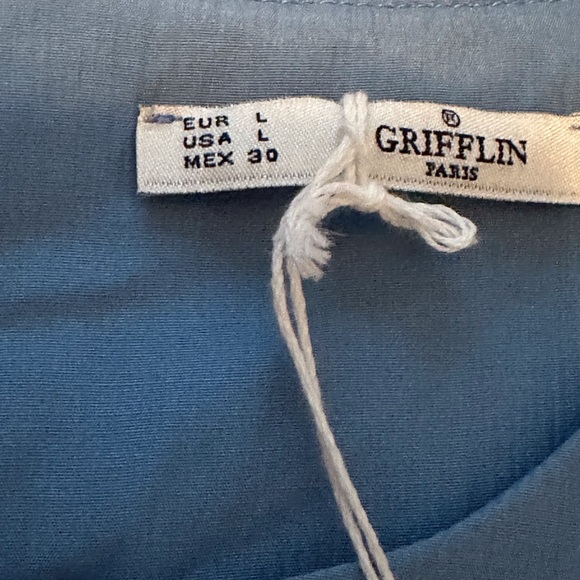 EUR L
USA L
MEX 30
®
GRIFFLIN
PARIS